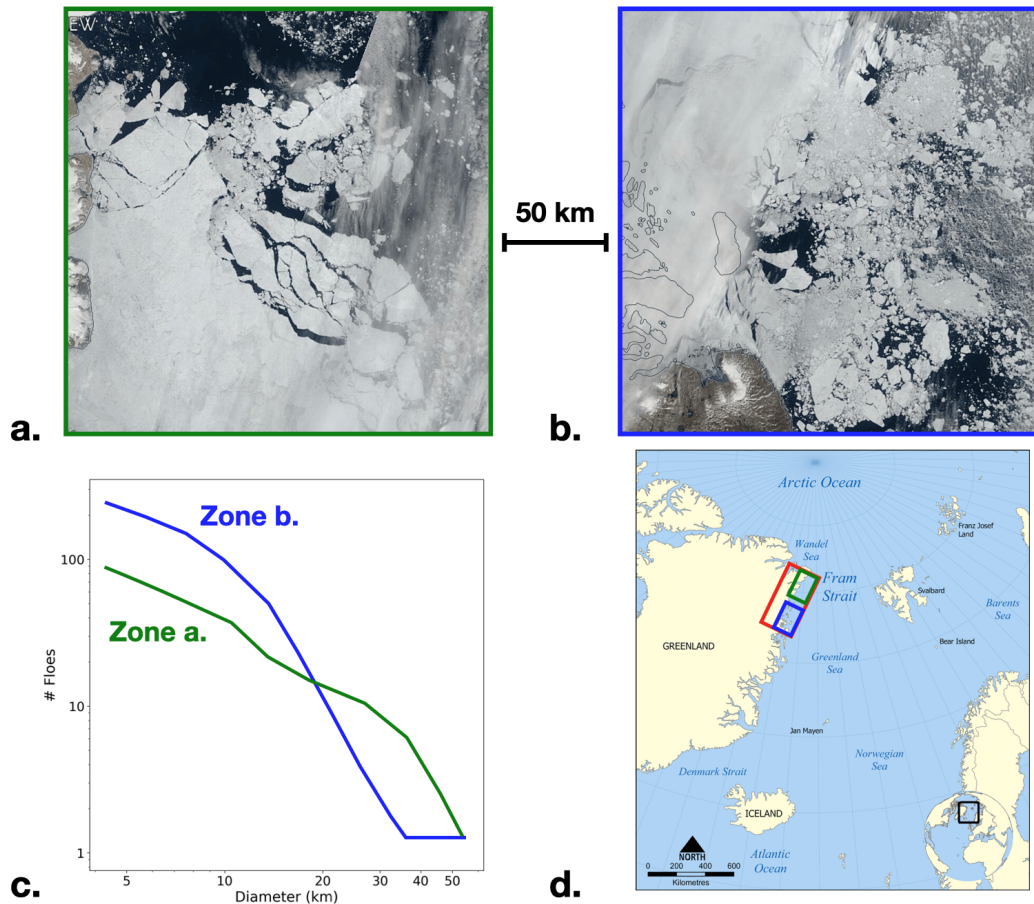 EW
50 km
a.
b.
Zone b.
Zone a.
100
10
1
# Floes
5
10
20
30
40
50
Diameter (km)
c.
Arctic Ocean
Franz Josef
Land
Wandel
Sea
Fram
Strait
Svalbard
Barents
Sea
Bear Island
GREENLAND
Greenland
Sea
Jan Mayen
Norwegian
Sea
Denmark Strait
ICELAND
Atlantic
Ocean
NORTH
0 200 400 600
Kilometres
d.